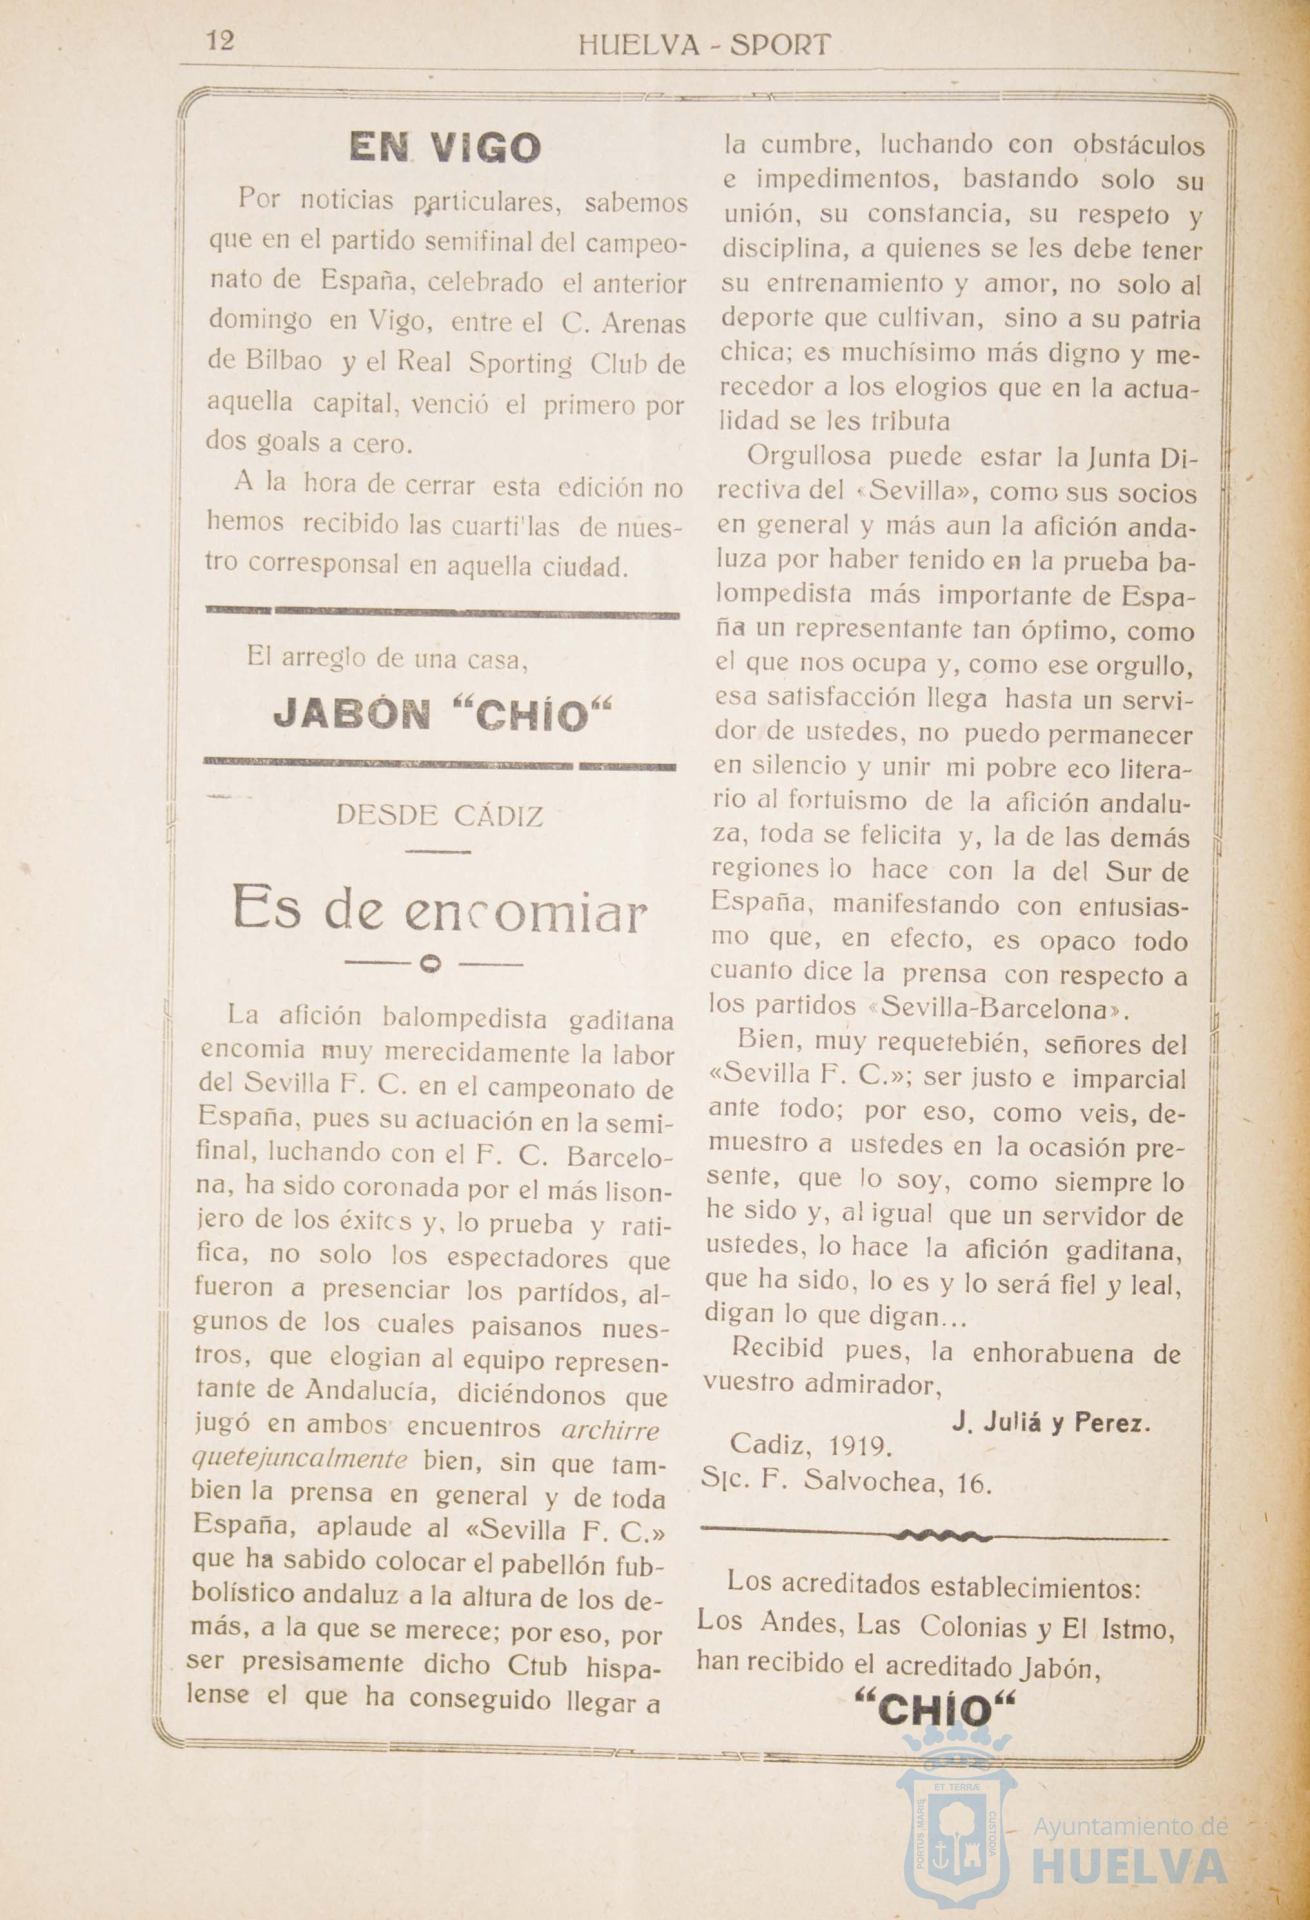 12
HUELVA - SPORT
EN VIGO
Por noticias particulares, sabemos
que en el partido semifinal del campeo-
nato de España, celebrado el anterior
domingo en Vigo, entre el C. Arenas
de Bilbao y el Real Sporting Club de
aquella capital, venció el primero por
dos goals a cero.
A la hora de cerrar esta edición no
hemos recibido las cuarti'las de nues-
tro corresponsal en aquella ciudad.
El arreglo de una casa,
JABÓN “CHÍO“
DESDE CÁDIZ
Es de encomiar
La afición balompedista gaditana
encomia muy merecidamente la labor
del Sevilla F. C. en el campeonato de
España, pues su actuación en la semi-
final, luchando con el F. C. Barcelo-
na, ha sido coronada por el más lison-
jero de los éxitos y, lo prueba y rati-
fica, no solo los espectadores que
fueron a presenciar los partídos, al-
gunos de los cuales paisanos nues-
tros, que elogian al equipo represen-
tante de Andalucía, diciéndonos que
jugó en ambos encuentros archirre
quetejuncalmente bien, sin que tam-
bien la prensa en general y de toda
España, aplaude al «Sevilla F. C.»
que ha sabido colocar el pabellón fub-
bolístico andaluz a la altura de los de-
más, a la que se merece; por eso, por
ser presisamente dicho Ctub hispa-
lense el que ha conseguido llegar a
la cumbre, luchando con obstáculos
e impedimentos, bastando solo su
unión, su constancia, su respeto y
disciplina, a quienes se les debe tener
su entrenamiento y amor, no solo al
deporte que cultivan, sino a su patria
chica; es muchísimo más digno y me-
recedor a los elogios que en la actua-
lidad se les tributa
Orgullosa puede estar la Junta Di-
rectiva del «Sevilla», como sus socios
en general y más aun la afición anda-
luza por haber tenido en la prueba ba-
lompedista más importante de Espa-
ña un representante tan óptimo, como
el que nos ocupa y, como ese orgullo,
esa satisfacción llega hasta un servi-
dor de ustedes, no puedo permanecer
en silencio y unir mi pobre eco litera-
rio al fortuismo de la afición andalu-
za, toda se felicita y, la de las demás
regiones lo hace con la del Sur de
España, manifestando con entusias-
mo que, en efecto, es opaco todo
cuanto dice la prensa con respecto a
los partidos «Sevilla-Barcelona».
Bien, muy requetebién, señores del
«Sevilla F. C.»; ser justo e imparcial
ante todo; por eso, como veis, de-
muestro a ustedes en la ocasión pre-
sente, que lo soy, como siempre lo
he sido y, al igual que un servidor de
ustedes, lo hace la afición gaditana,
que ha sido, lo es y lo será fiel y leal,
digan lo que digan...
Recibid pues, la enhorabuena de
vuestro admirador,
J. Juliá y Perez.
Cadiz, 1919.
S|c. F. Salvochea, 16.
Los acreditados establecimientos:
Los Andes, Las Colonias y El Istmo,
han recibido el acreditado Jabón,
“CHÍO“
PORTUS MARIS
ET TERRÆ
CUSTODIA
Ayuntamiento de
HUELVA